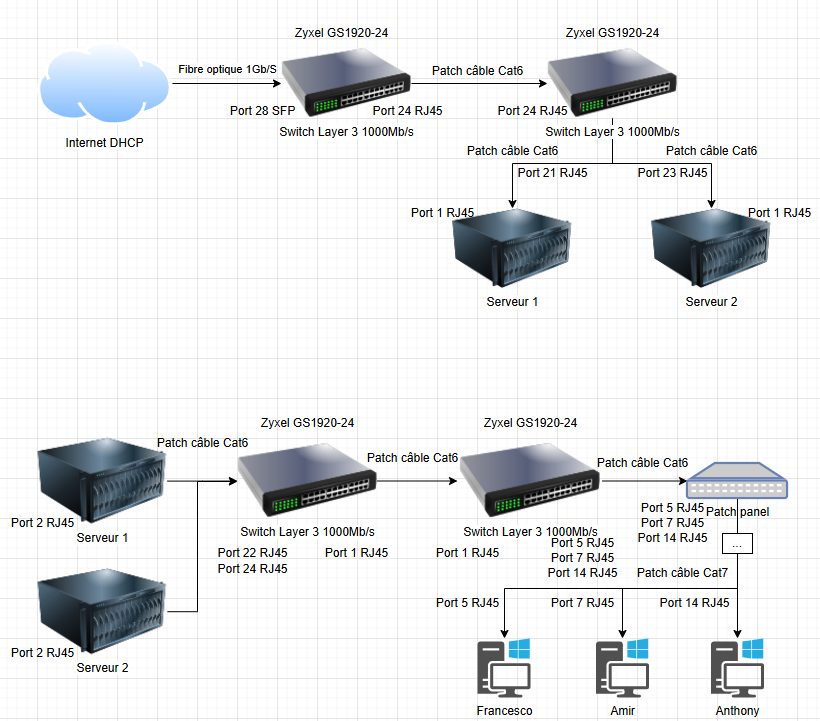 Zyxel GS1920-24
Zyxel GS1920-24
Fibre optique 1Gb/S
Patch câble Cat6
Port 28 SFP
Port 24 RJ45
Port 24 RJ45
Internet DHCP
Switch Layer 3 1000Mb/s
Switch Layer 3 1000Mb/s
Patch câble Cat6
Patch câble Cat6
Port 21 RJ45
Port 23 RJ45
Port 1 RJ45
Port 1 RJ45
Serveur 1
Serveur 2
Zyxel GS1920-24
Zyxel GS1920-24
Patch câble Cat6
Patch câble Cat6
Patch câble Cat6
Port 2 RJ45
Serveur 1
Switch Layer 3 1000Mb/s
Switch Layer 3 1000Mb/s
Port 22 RJ45
Port 24 RJ45
Port 1 RJ45
Port 1 RJ45
Port 5 RJ45
Port 7 RJ45
Port 14 RJ45
Patch panel
Port 5 RJ45
Port 7 RJ45
Port 14 RJ45
...
Patch câble Cat7
Port 5 RJ45
Port 7 RJ45
Port 14 RJ45
Port 2 RJ45
Serveur 2
Francesco
Amir
Anthony